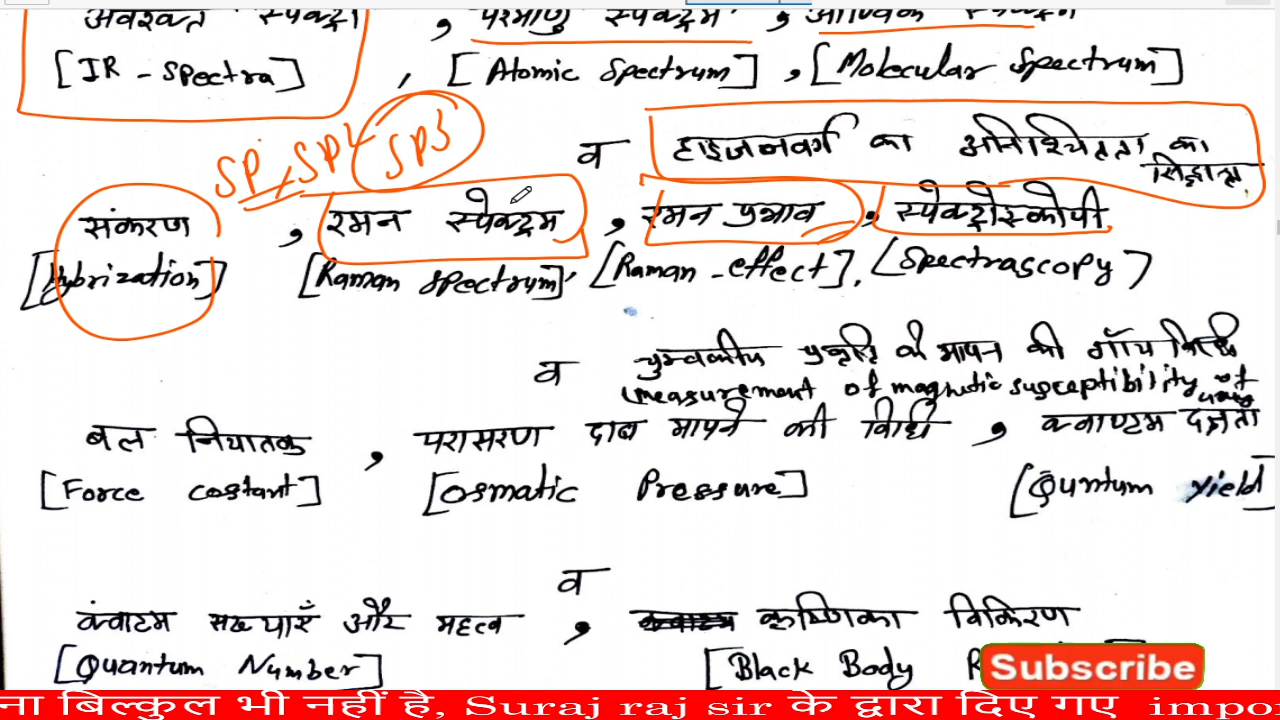 अवरक्त स्पेक्ट्रा, परमाणु स्पेक्ट्रम, आण्विक स्पेक्ट्रम
[IR - Spectra], [Atomic Spectrum], [Molecular Spectrum]
SP, SP² SP3
व हाइजनवर्ग का अनिश्चितता का सिद्धान्त
संकरण, रमन स्पेक्ट्रम, रमन प्रभाव, स्पेक्ट्रोस्कोपी
[Hybrization] [Raman Spectrum], [Raman-effect], [Spectrascopy]
व चुम्बकीय प्रकृति के मापन की गॉय विधि
(measurement of magnetic susceptibility of
बल नियातक, परासरण दाब मापने की विधि, क्वाण्टम दक्षता
[Force costant] [Osmatic Pressure] [Quntum Yield]
व
क्वाटम संख्याएँ और महत्व, कृष्णिका विकिरण
[Quantum Number] [Black Body
Subscribe
ना बिल्कुल भी नहीं है, Suraj raj sir के द्वारा दिए गए impo